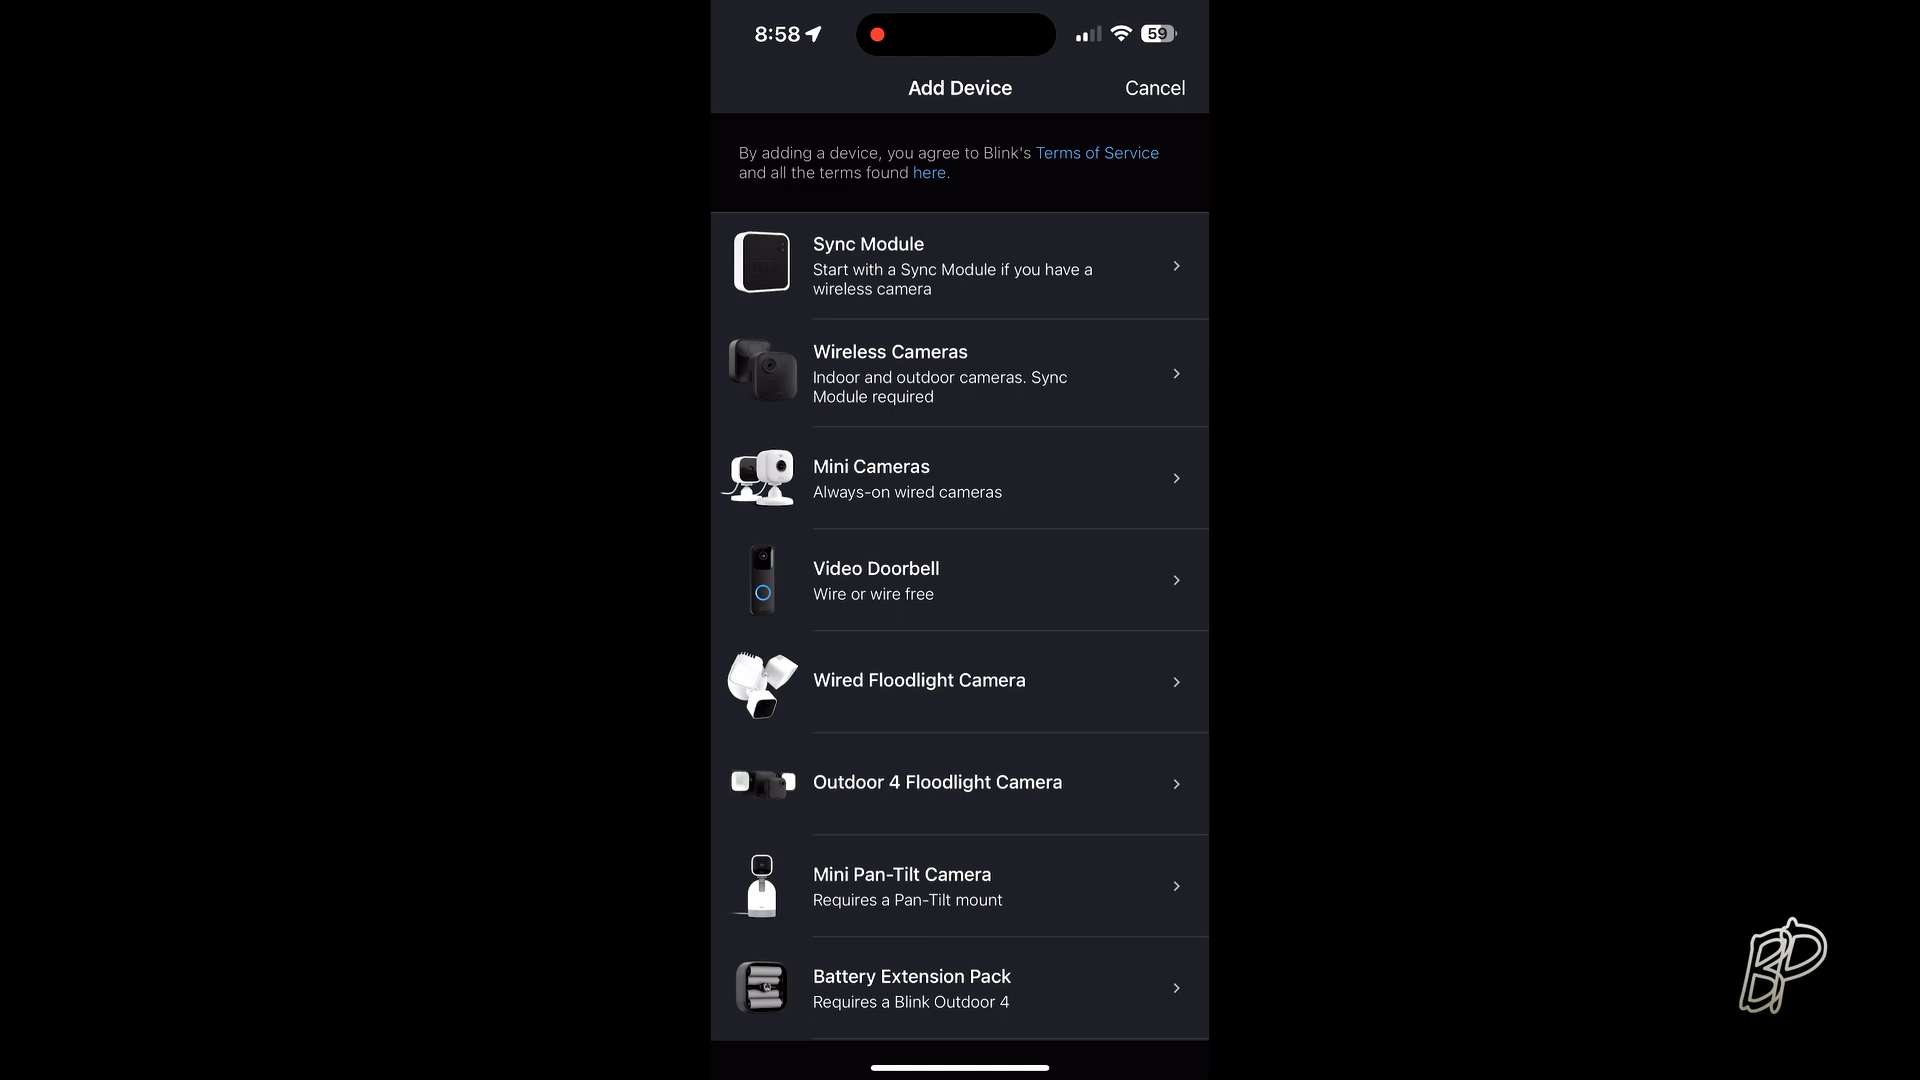 8:58
59
Add Device
Cancel
By adding a device, you agree to Blink's Terms of Service
and all the terms found here.
Sync Module
Start with a Sync Module if you have a
wireless camera
Wireless Cameras
Indoor and outdoor cameras. Sync
Module required
Mini Cameras
Always-on wired cameras
Video Doorbell
Wire or wire free
Wired Floodlight Camera
Outdoor 4 Floodlight Camera
Mini Pan-Tilt Camera
Requires a Pan-Tilt mount
Battery Extension Pack
Requires a Blink Outdoor 4
BP